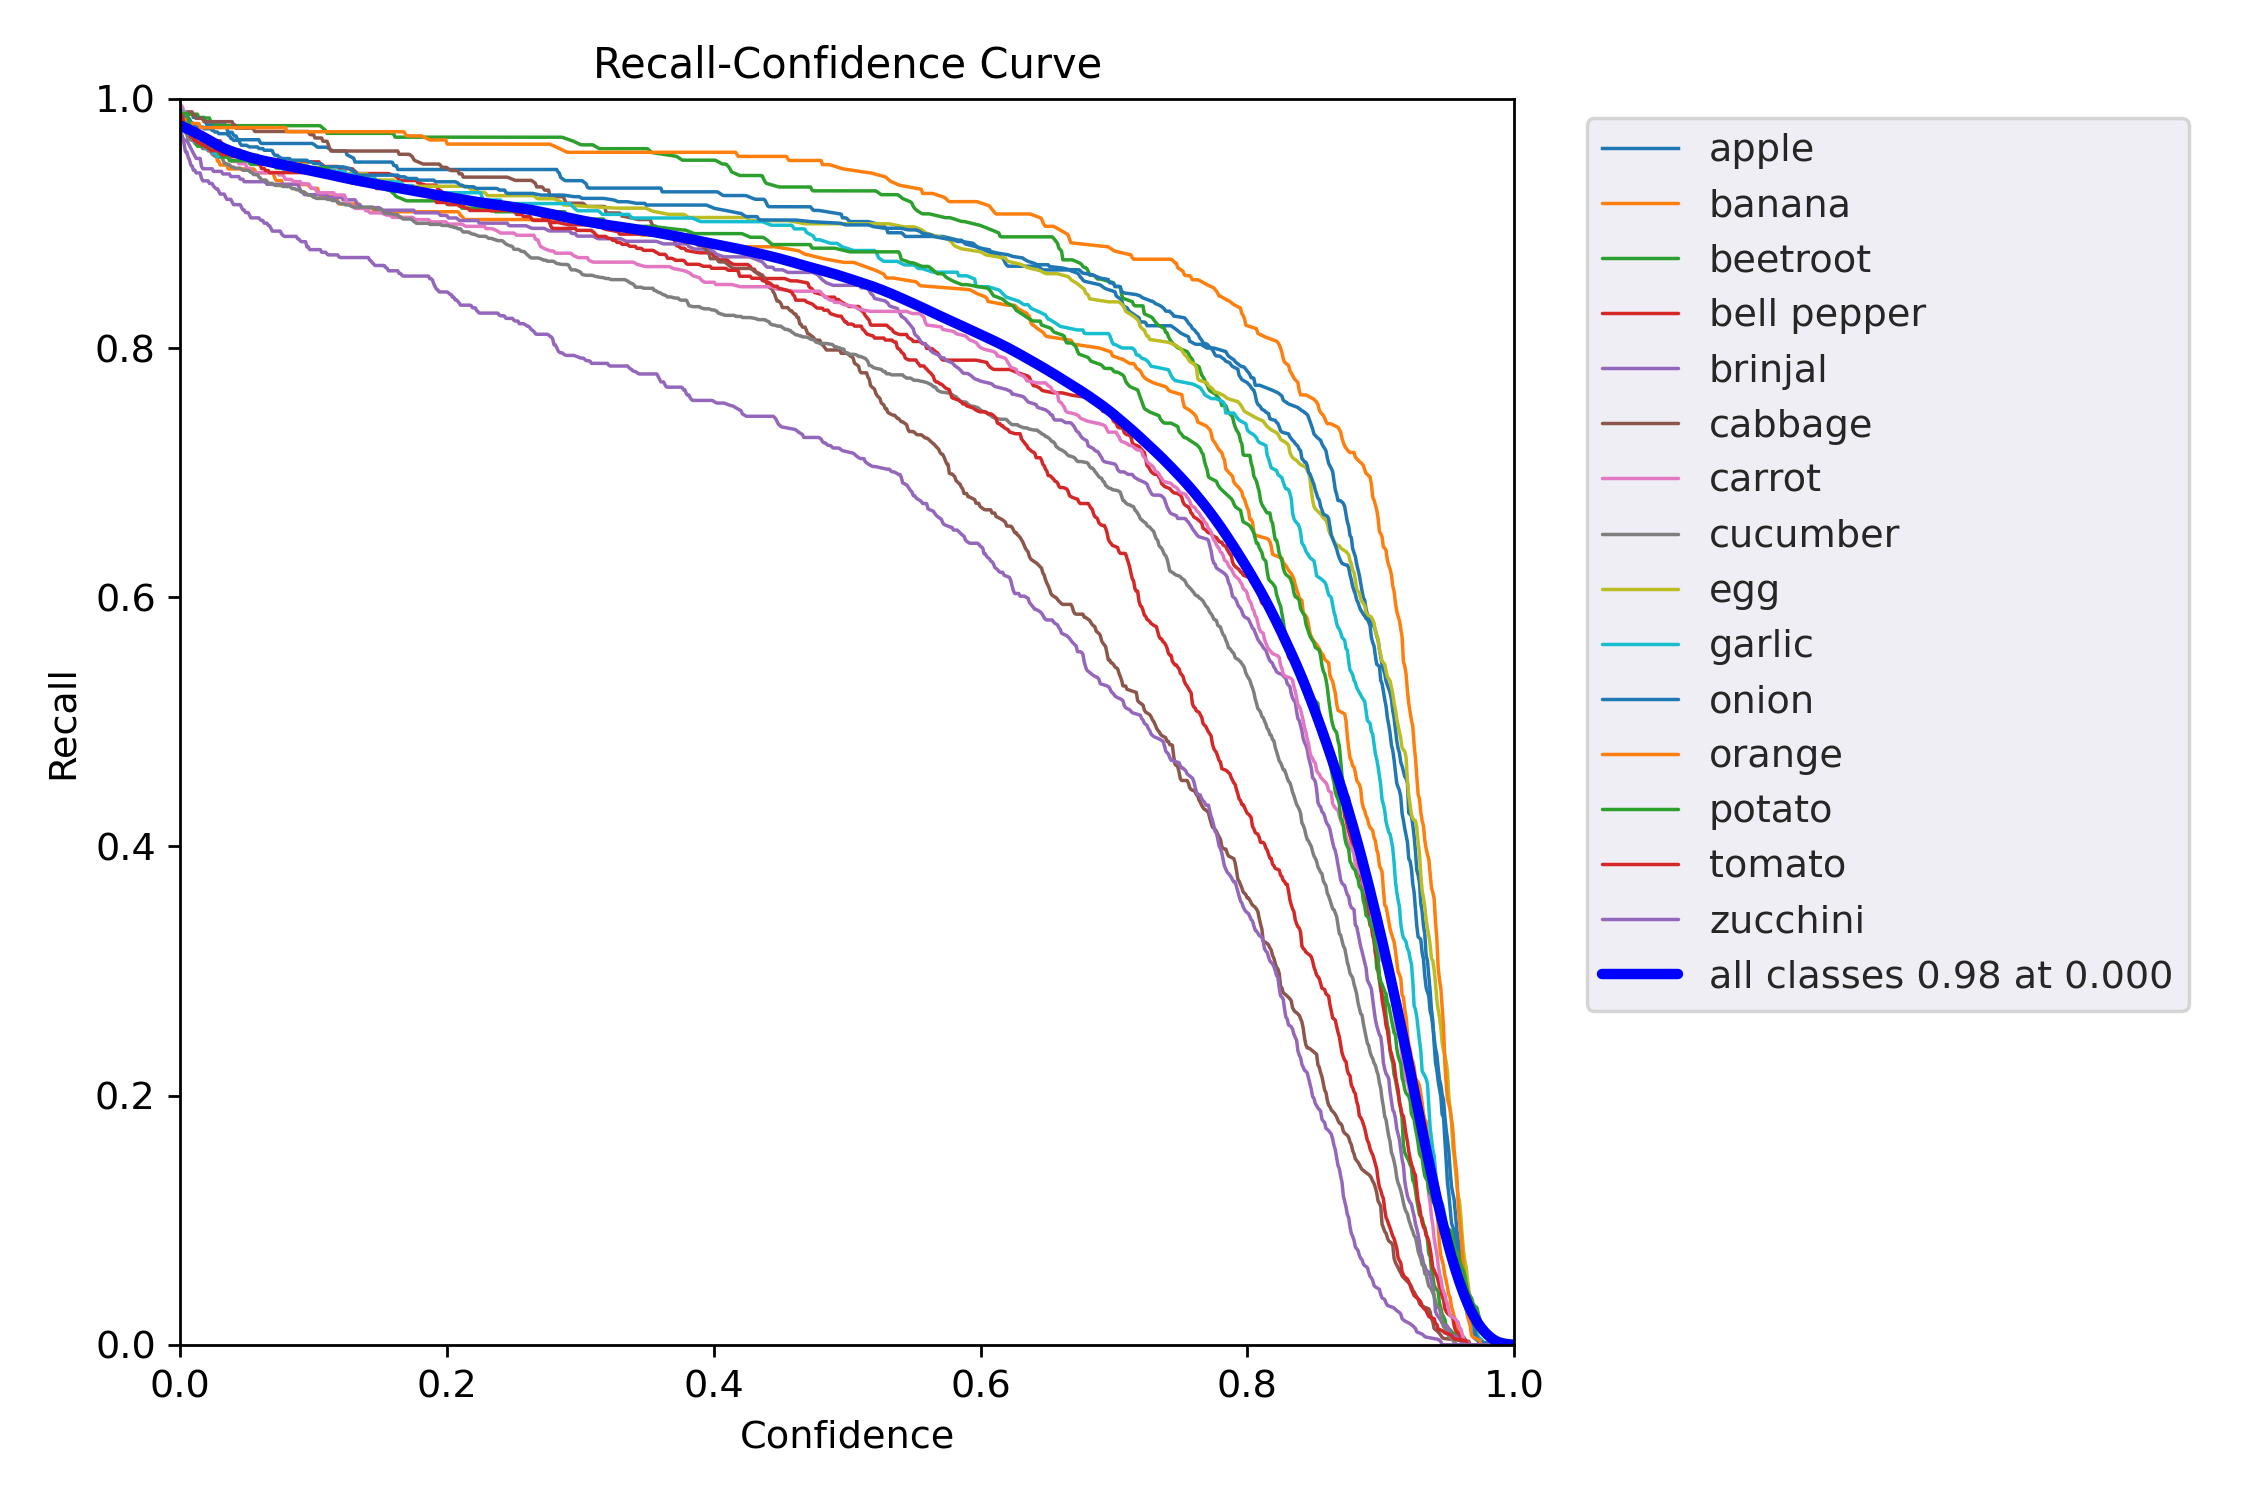 Recall-Confidence Curve
1.0
0.8
0.6
0.4
0.2
0.0
Recall
0.0 0.2 0.4 0.6 0.8 1.0
Confidence
apple
banana
beetroot
bell pepper
brinjal
cabbage
carrot
cucumber
egg
garlic
onion
orange
potato
tomato
zucchini
all classes 0.98 at 0.000